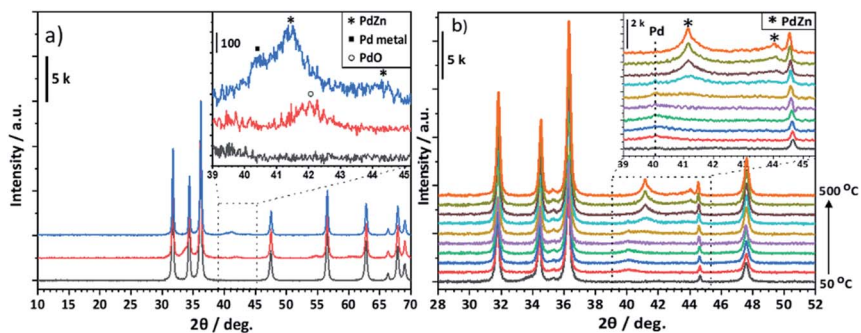 a)
5 k
100
* PdZn
■ Pd metal
○ PdO
39 40 41 42 43 44 45
Intensity / a.u.
10 15 20 25 30 35 40 45 50 55 60 65 70
2θ / deg.
b)
5 k
2 k
* PdZn
Pd
39 40 41 42 43 44 45
500 °C
50 °C
Intensity / a.u.
28 30 32 34 36 38 40 42 44 46 48 50 52
2θ / deg.